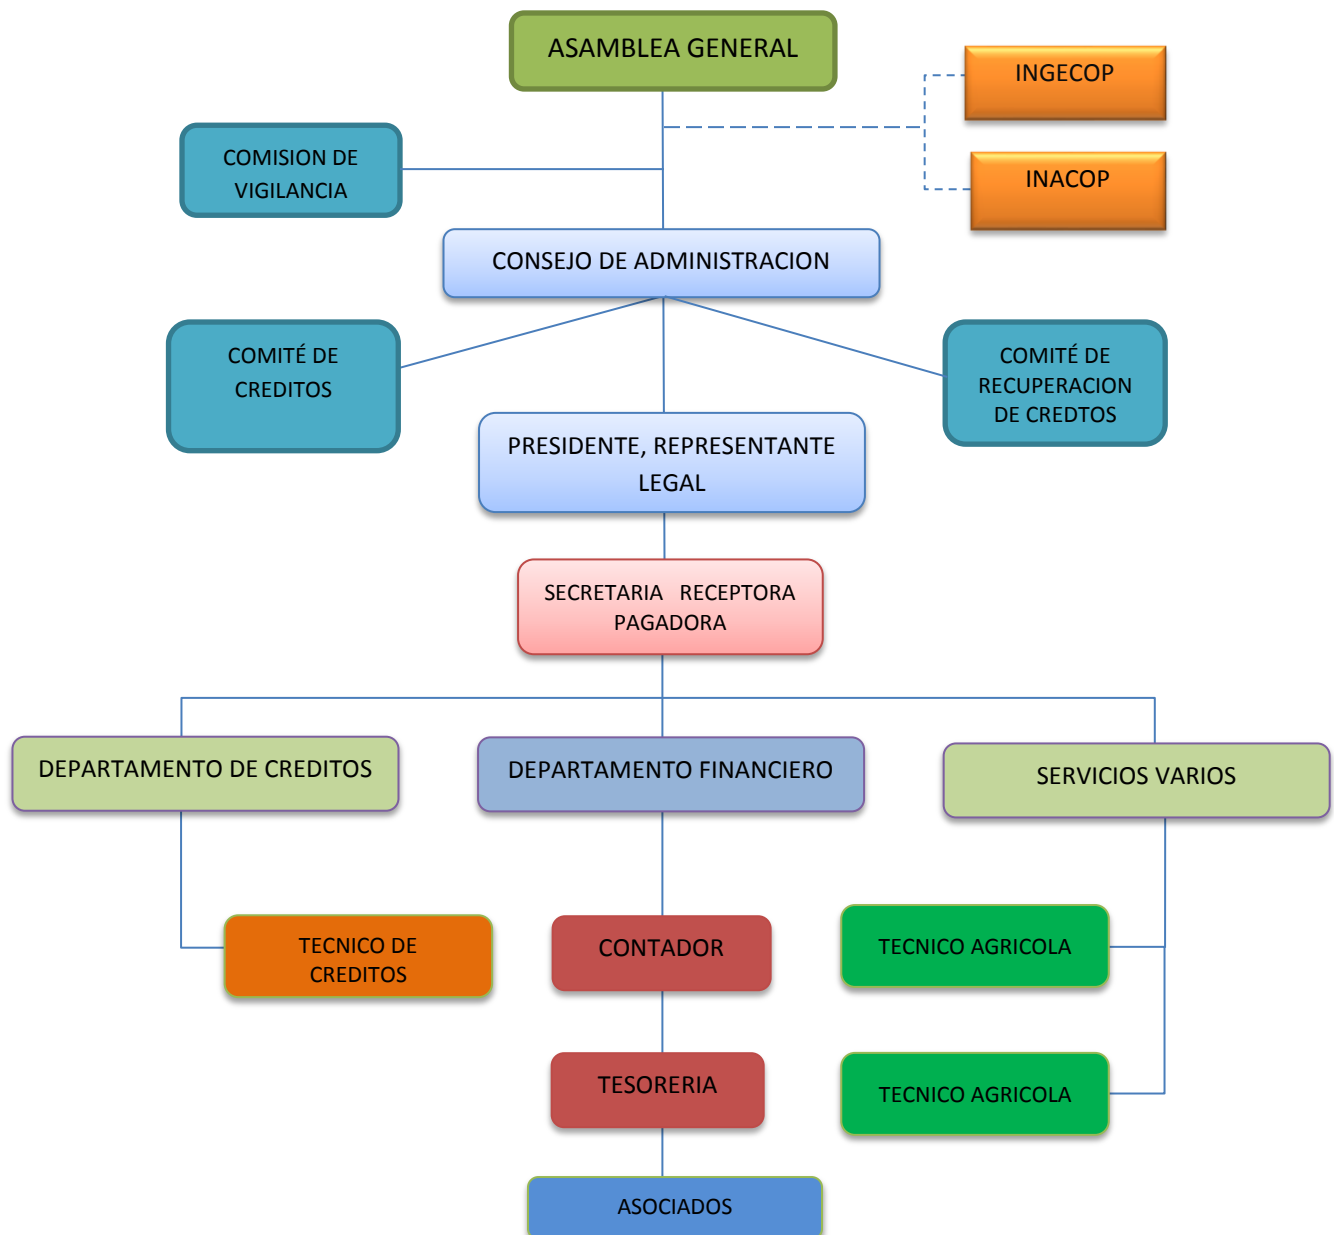 ASAMBLEA GENERAL
INGECOP
COMISION DE
VIGILANCIA
INACOP
CONSEJO DE ADMINISTRACION
COMITÉ DE
CREDITOS
COMITÉ DE
RECUPERACION
DE CREDTOS
PRESIDENTE, REPRESENTANTE
LEGAL
SECRETARIA RECEPTORA
PAGADORA
DEPARTAMENTO DE CREDITOS
DEPARTAMENTO FINANCIERO
SERVICIOS VARIOS
TECNICO DE
CREDITOS
CONTADOR
TECNICO AGRICOLA
TESORERIA
TECNICO AGRICOLA
ASOCIADOS